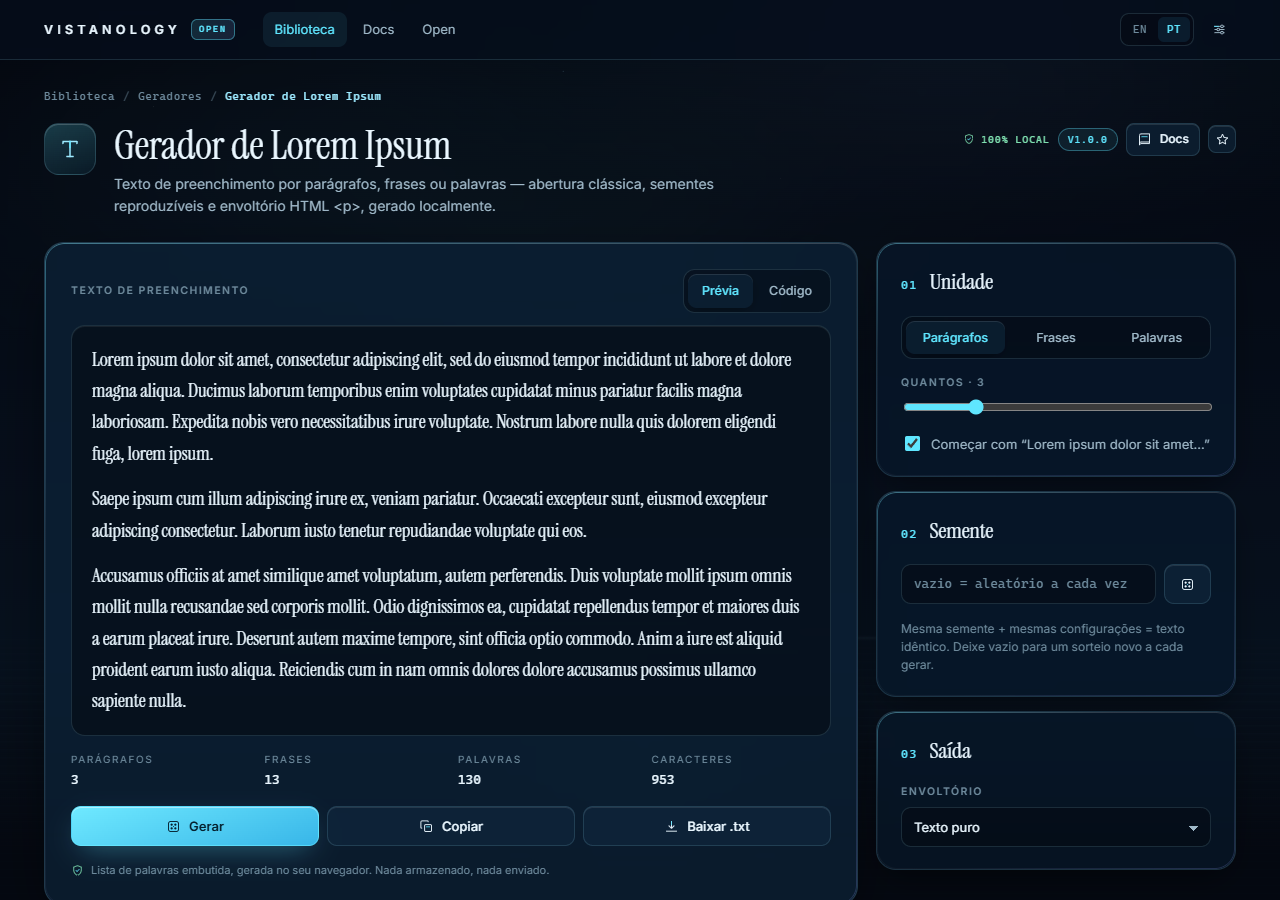 VISTANOLOGY OPEN Biblioteca Docs Open EN PT
Biblioteca / Geradores / Gerador de Lorem Ipsum
T Gerador de Lorem Ipsum
100% LOCAL V1.0.0 Docs
Texto de preenchimento por parágrafos, frases ou palavras — abertura clássica, sementes
reproduzíveis e envoltório HTML <p>, gerado localmente.
TEXTO DE PREENCHIMENTO
Prévia Código
Lorem ipsum dolor sit amet, consectetur adipiscing elit, sed do eiusmod tempor incididunt ut labore et dolore
magna aliqua. Ducimus laborum temporibus enim voluptates cupidatat minus pariatur facilis magna
laboriosam. Expedita nobis vero necessitatibus irure voluptate. Nostrum labore nulla quis dolorem eligendi
fuga, lorem ipsum.
Saepe ipsum cum illum adipiscing irure ex, veniam pariatur. Occaecati excepteur sunt, eiusmod excepteur
adipiscing consectetur. Laborum iusto tenetur repudiandae voluptate qui eos.
Accusamus officiis at amet similique amet voluptatum, autem perferendis. Duis voluptate mollit ipsum omnis
mollit nulla recusandae sed corporis mollit. Odio dignissimos ea, cupidatat repellendus tempor et maiores duis
a earum placeat irure. Deserunt autem maxime tempore, sint officia optio commodo. Anim a iure est aliquid
proident earum iusto aliqua. Reiciendis cum in nam omnis dolores dolore accusamus possimus ullamco
sapiente nulla.
PARÁGRAFOS FRASES PALAVRAS CARACTERES
3 13 130 953
Gerar Copiar Baixar .txt
Lista de palavras embutida, gerada no seu navegador. Nada armazenado, nada enviado.
01 Unidade
Parágrafos Frases Palavras
QUANTOS · 3
Começar com “Lorem ipsum dolor sit amet…”
02 Semente
vazio = aleatório a cada vez
Mesma semente + mesmas configurações = texto
idêntico. Deixe vazio para um sorteio novo a cada
gerar.
03 Saída
ENVOLTÓRIO
Texto puro